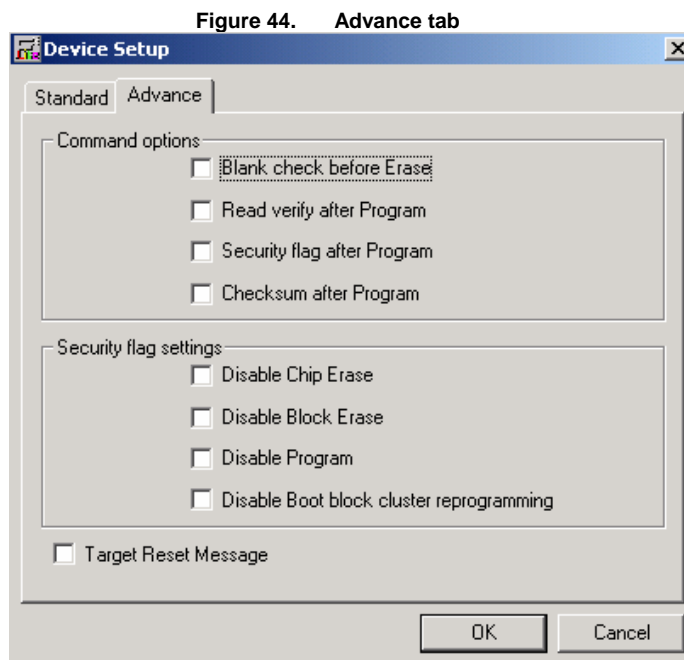 Figure 44. Advance tab
Device Setup
Standard Advance
Command options
Blank check before Erase
Read verify after Program
Security flag after Program
Checksum after Program
Security flag settings
Disable Chip Erase
Disable Block Erase
Disable Program
Disable Boot block cluster reprogramming
Target Reset Message
OK Cancel